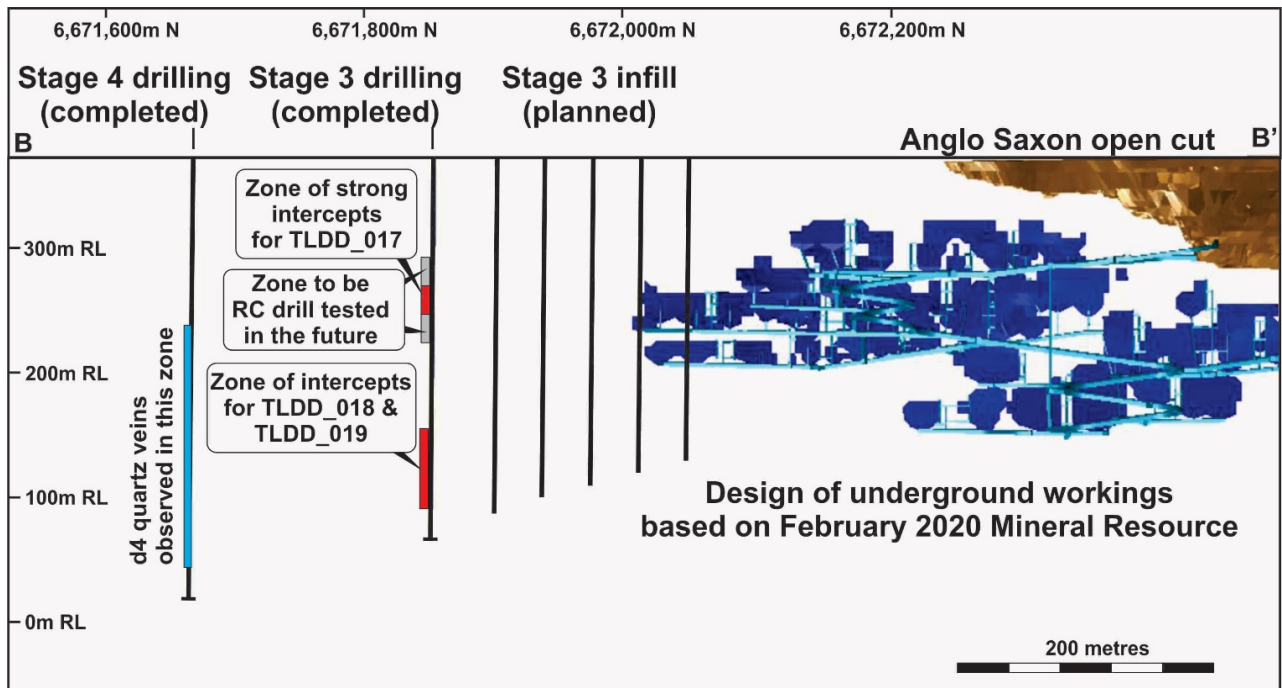 6,671,600m N
6,671,800m N
6,672,000m N
6,672,200m N
Stage 4 drilling
(completed)
Stage 3 drilling
(completed)
Stage 3 infill
(planned)
B
Anglo Saxon open cut
B’
Zone of strong
intercepts
for TLDD_017
Zone to be
RC drill tested
in the future
Zone of intercepts
for TLDD_018 &
TLDD_019
300m RL
200m RL
100m RL
0m RL
d4 quartz veins
observed in this zone
Design of underground workings
based on February 2020 Mineral Resource
200 metres